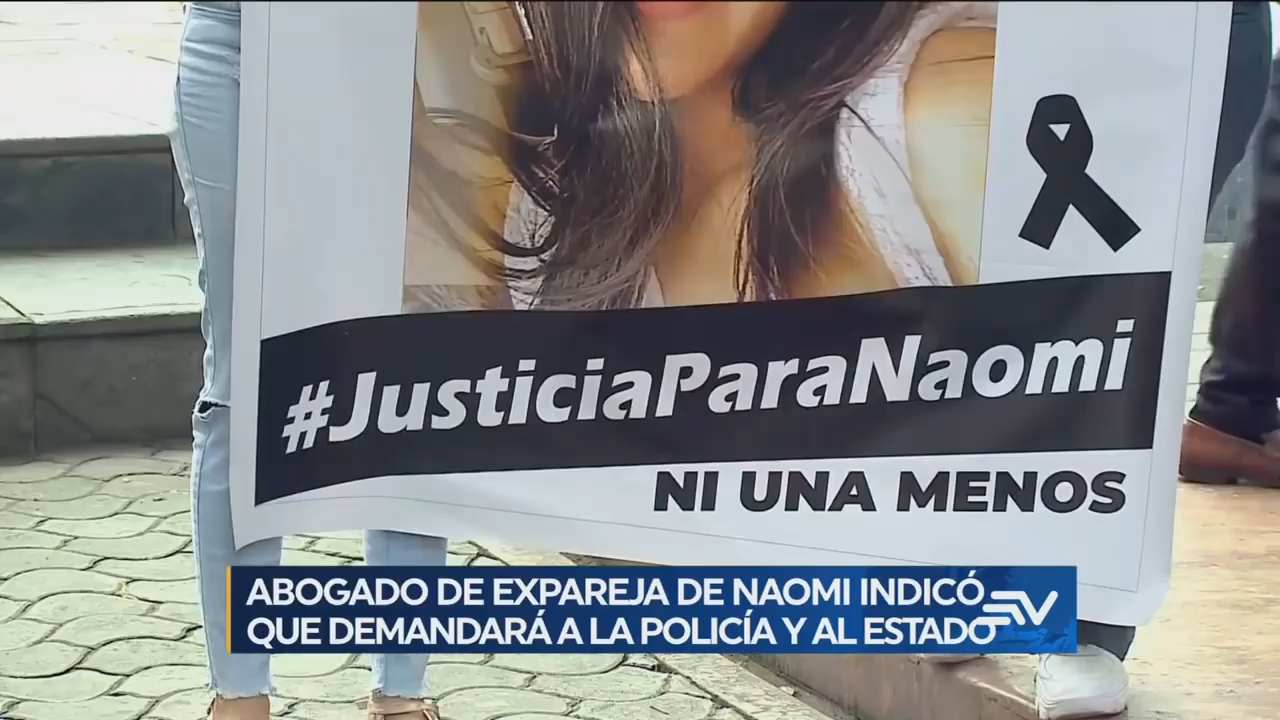 #JusticiaParaNaomi
NI UNA MENOS
ABOGADO DE EXPAREJA DE NAOMI INDICÓ
QUE DEMANDARÁ A LA POLICÍA Y AL ESTADO